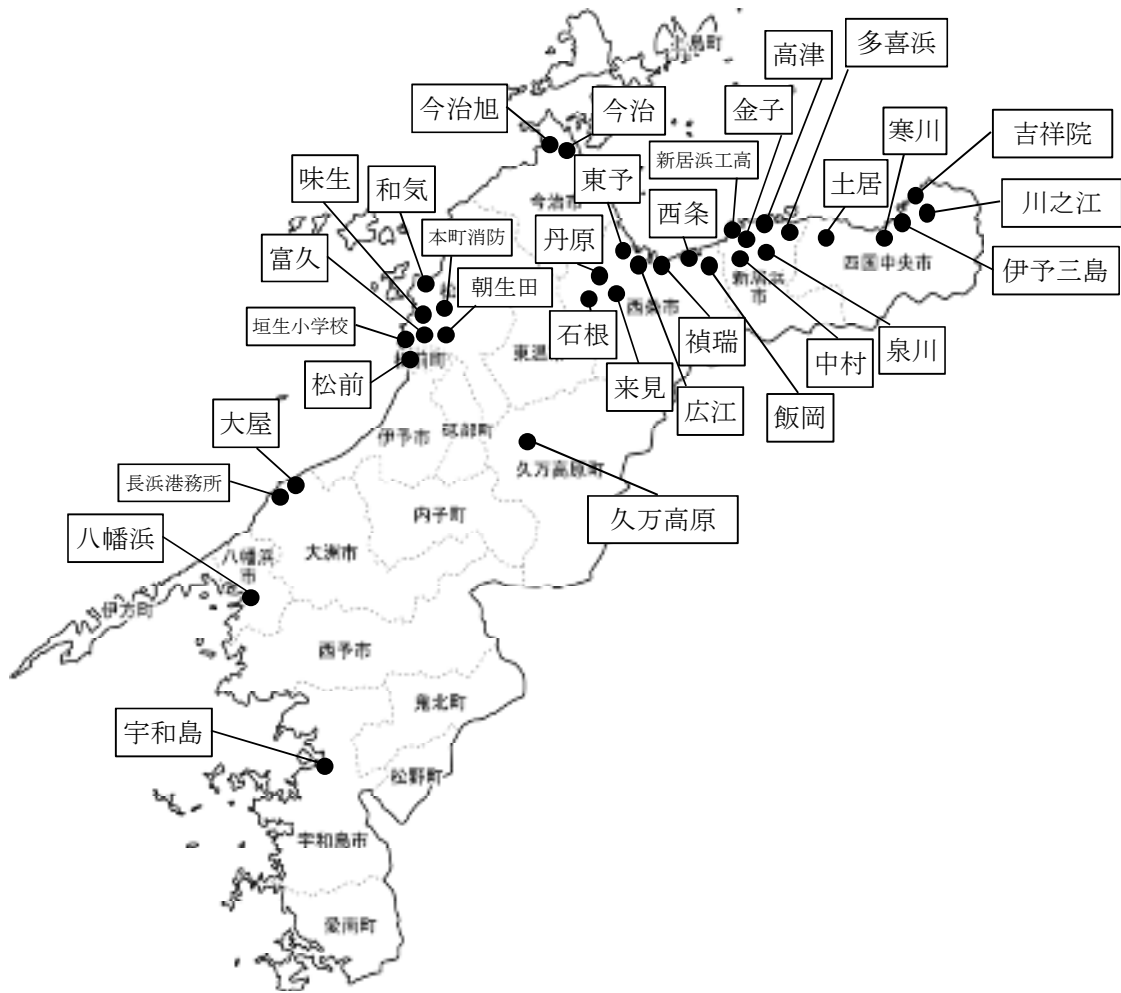 上島町
多喜浜
高津
今治旭
今治
金子
寒川
吉祥院
新居浜工高
東予
味生
和気
今治市
西条
土居
川之江
本町消防
丹原
富久
朝生田
四国中央市
伊予三島
新居浜市
西条市
垣生小学校
石根
禎瑞
泉川
松前町
東温市
中村
松前
来見
広江
飯岡
大屋
伊予市
砥部町
久万高原町
長浜港務所
内子町
久万高原
八幡浜
大洲市
八幡浜市
伊方町
西予市
鬼北町
宇和島
松野町
宇和島市
愛南町